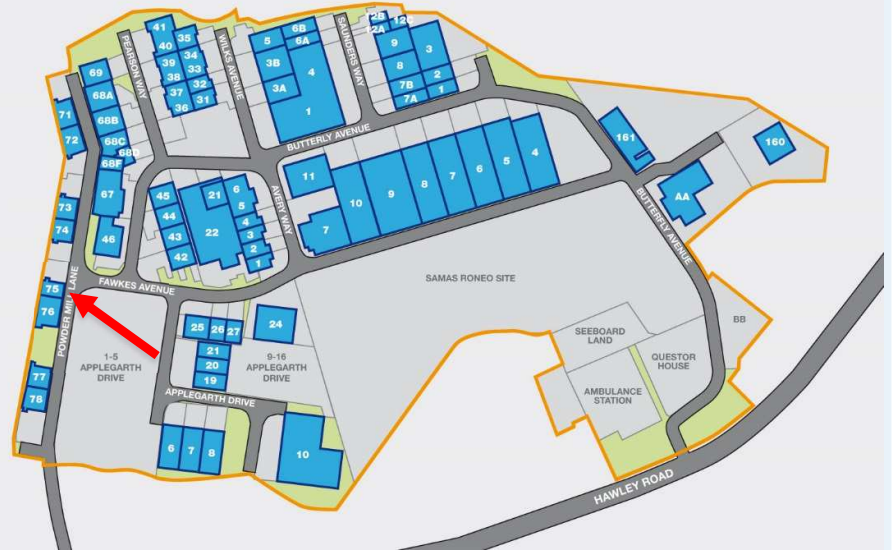 41
35
40
34
39
33
38
32
37
31
36
PEARSON WAY
WILKS AVENUE
5
6B
6A
3B
4
3A
1
SAUNDERS WAY
12B
12C
12A
9
3
8
2
7B
1
7A
69
68A
68B
68C
68D
68F
67
46
71
72
73
74
75
76
77
78
BUTTERLY AVENUE
11
7
10
9
8
7
6
5
4
161
160
AA
BUTTERFLY AVENUE
45
44
43
42
21
22
6
5
4
3
2
1
AVERY WAY
FAWKES AVENUE
POWDER MILL LANE
SAMAS RONEO SITE
25
26
27
24
21
20
19
1-5
APPLEGARTH
DRIVE
9-16
APPLEGARTH
DRIVE
APPLEGARTH DRIVE
6
7
8
10
SEEBOARD
LAND
BB
QUESTOR
HOUSE
AMBULANCE
STATION
HAWLEY ROAD